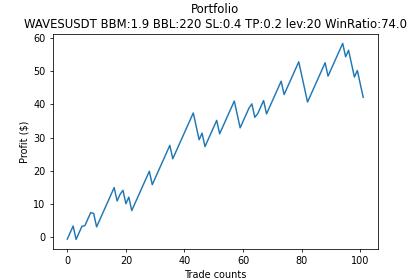 Portfolio
WAVESUSDT BBM:1.9 BBL:220 SL:0.4 TP:0.2 lev:20 WinRatio:74.0
60
50
40
30
20
10
0
Profit ($)
0 20 40 60 80 100
Trade counts